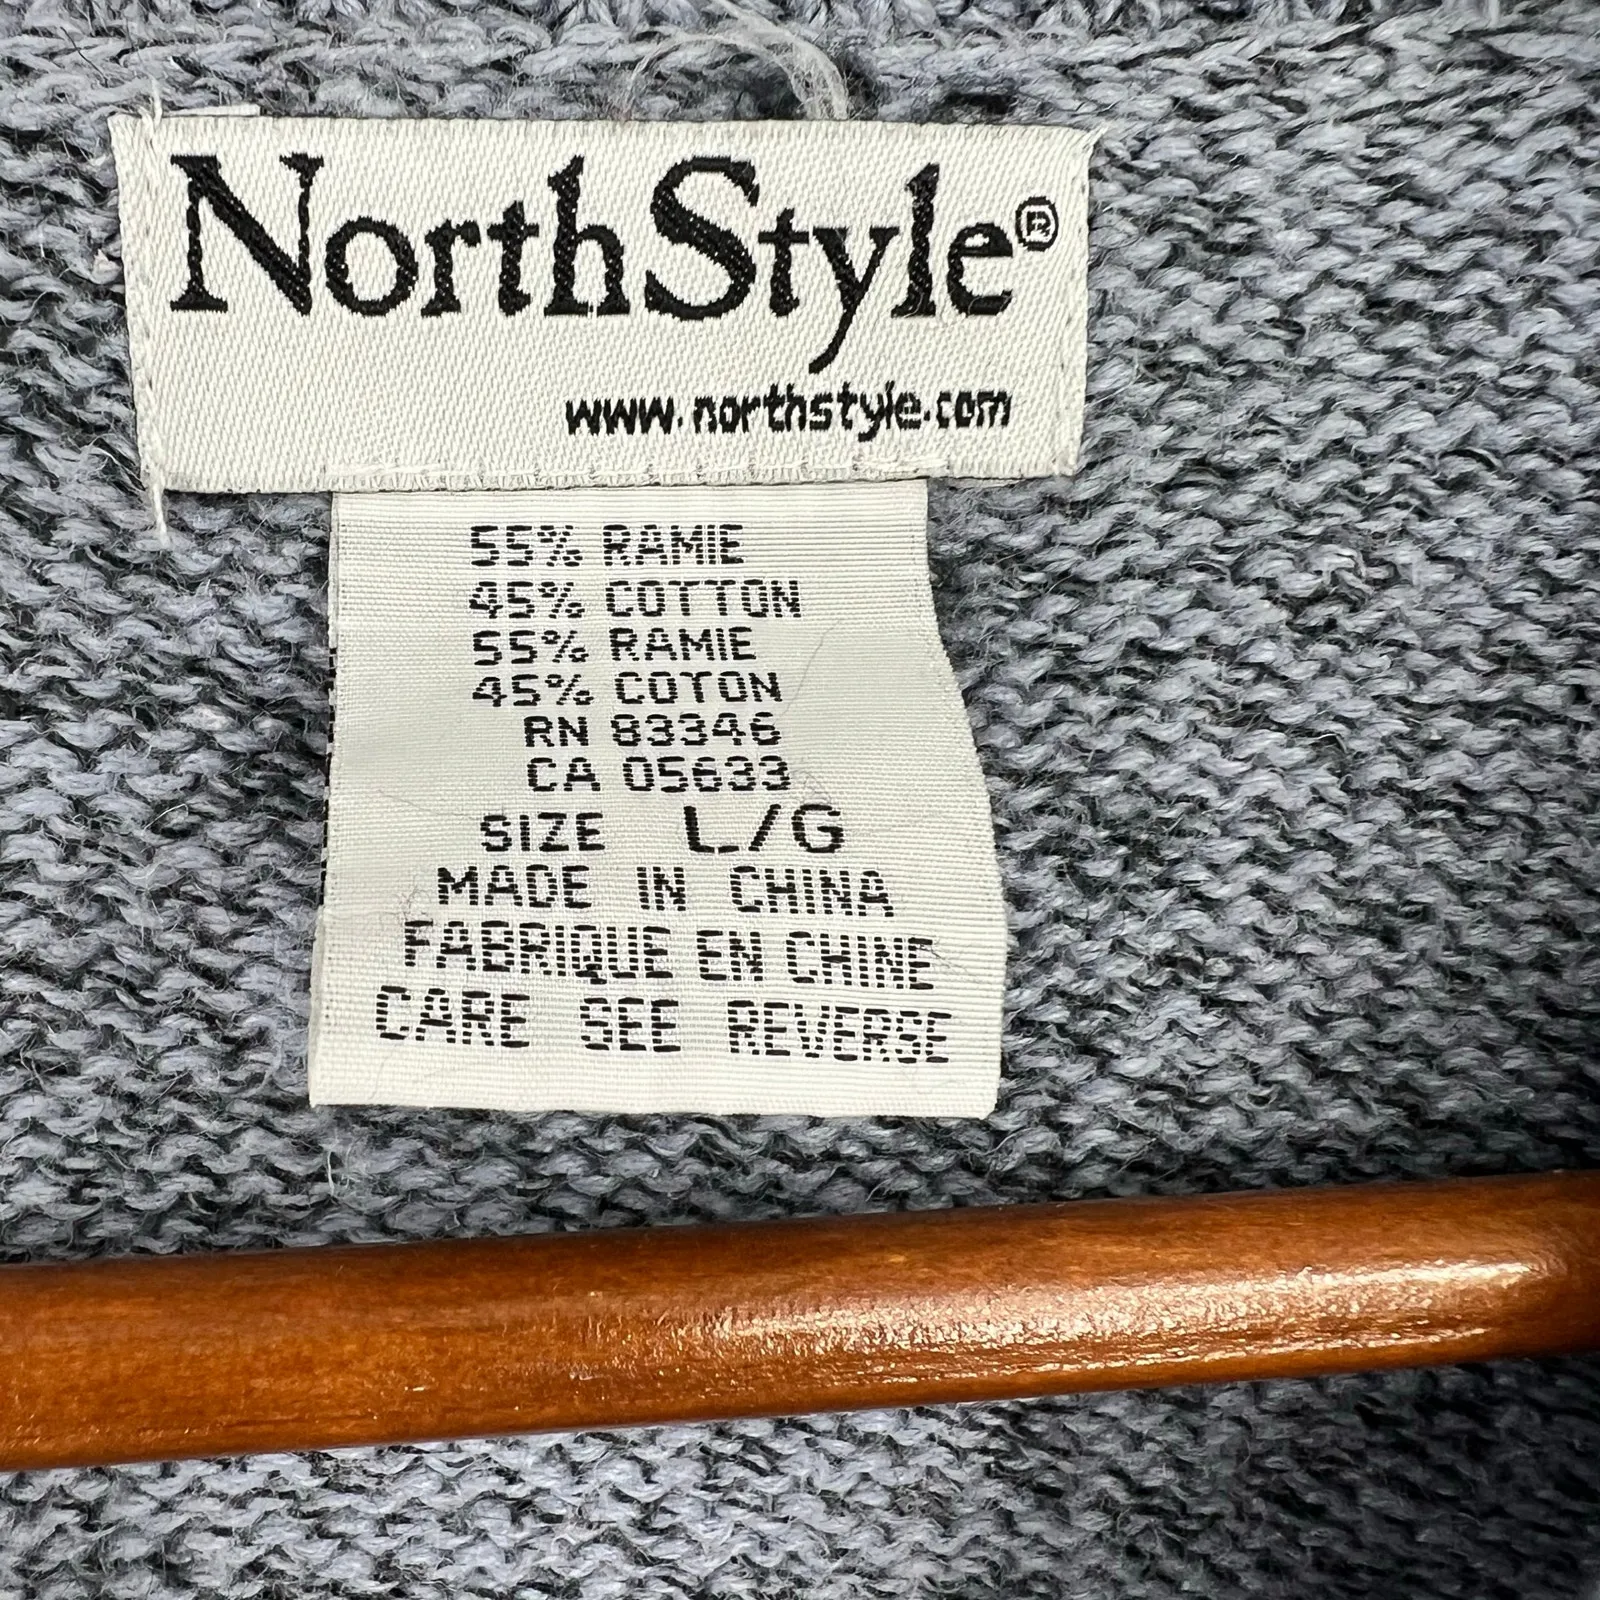 NorthStyle®
www.northstyle.com
55% RAMIE
45% COTTON
55% RAMIE
45% COTON
RN 83346
CA 05633
SIZE L/G
MADE IN CHINA
FABRIQUE EN CHINE
CARE SEE REVERSE